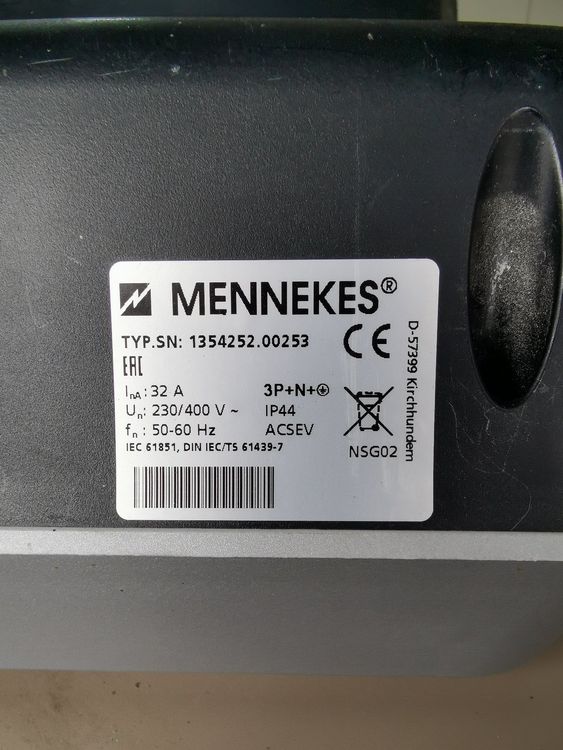 MENNEKES®
TYP.SN: 1354252.00253
CE
EAC
InA: 32 A
3P+N+⏚
Un: 230/400 V ~
IP44
fn: 50-60 Hz
ACSEV
IEC 61851, DIN IEC/TS 61439-7
NSG02
D-57399 Kirchhundem